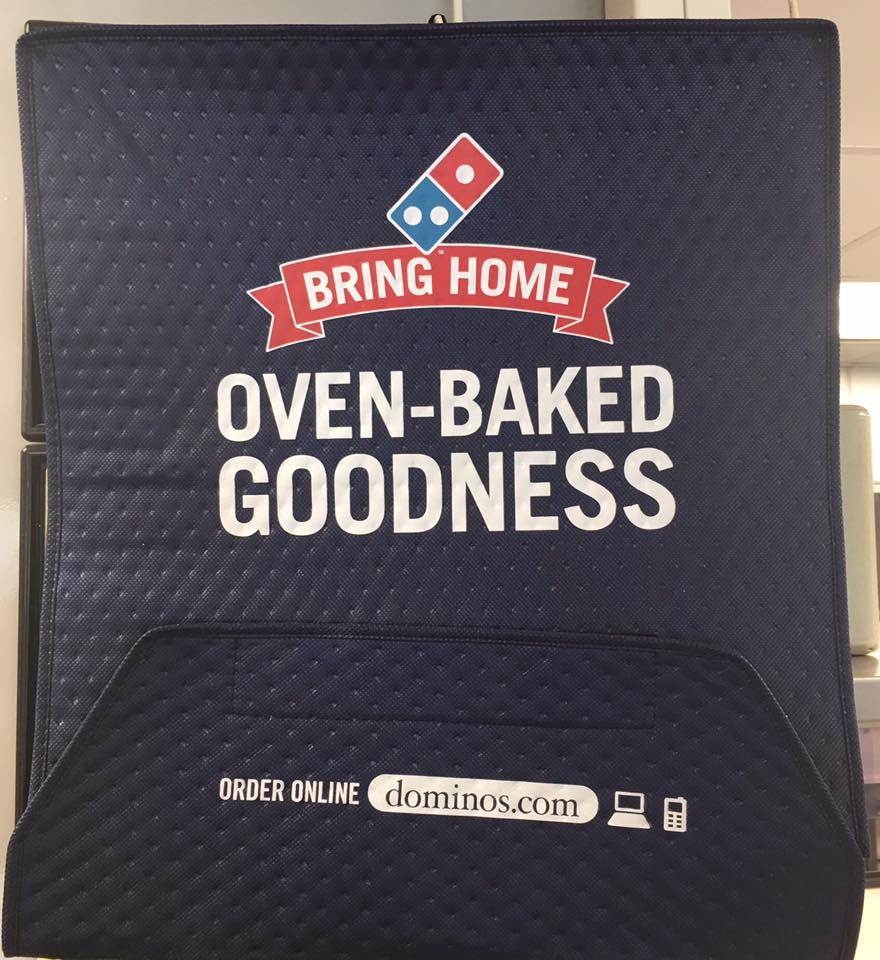 BRING HOME
OVEN-BAKED
GOODNESS
ORDER ONLINE dominos.com